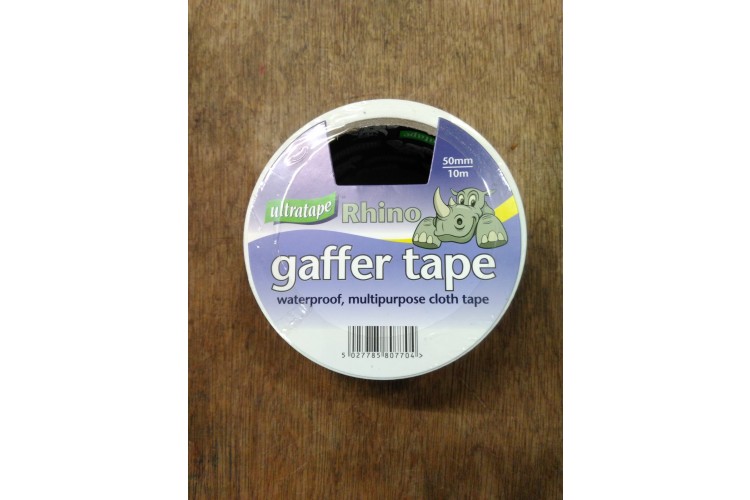 50mm
10m
ultratape
Rhino
gaffer tape
waterproof, multipurpose cloth tape
5 027785 807704 >